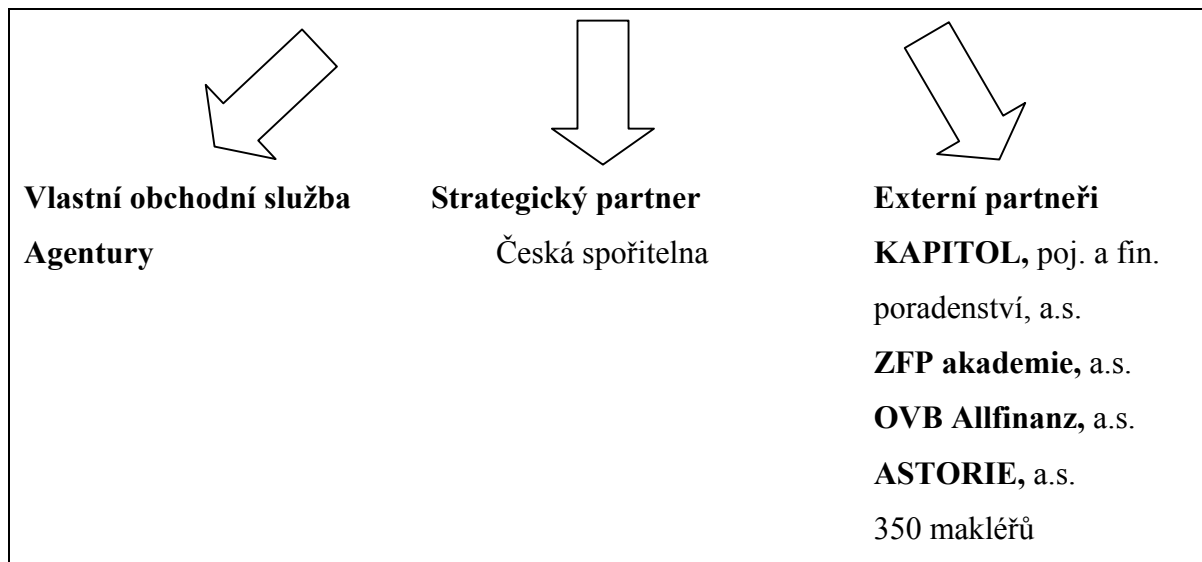 Vlastní obchodní služba
Agentury
Strategický partner
Česká spořitelna
Externí partneři
KAPITOL, poj. a fin.
poradenství, a.s.
ZFP akademie, a.s.
OVB Allfinanz, a.s.
ASTORIE, a.s.
350 makléřů